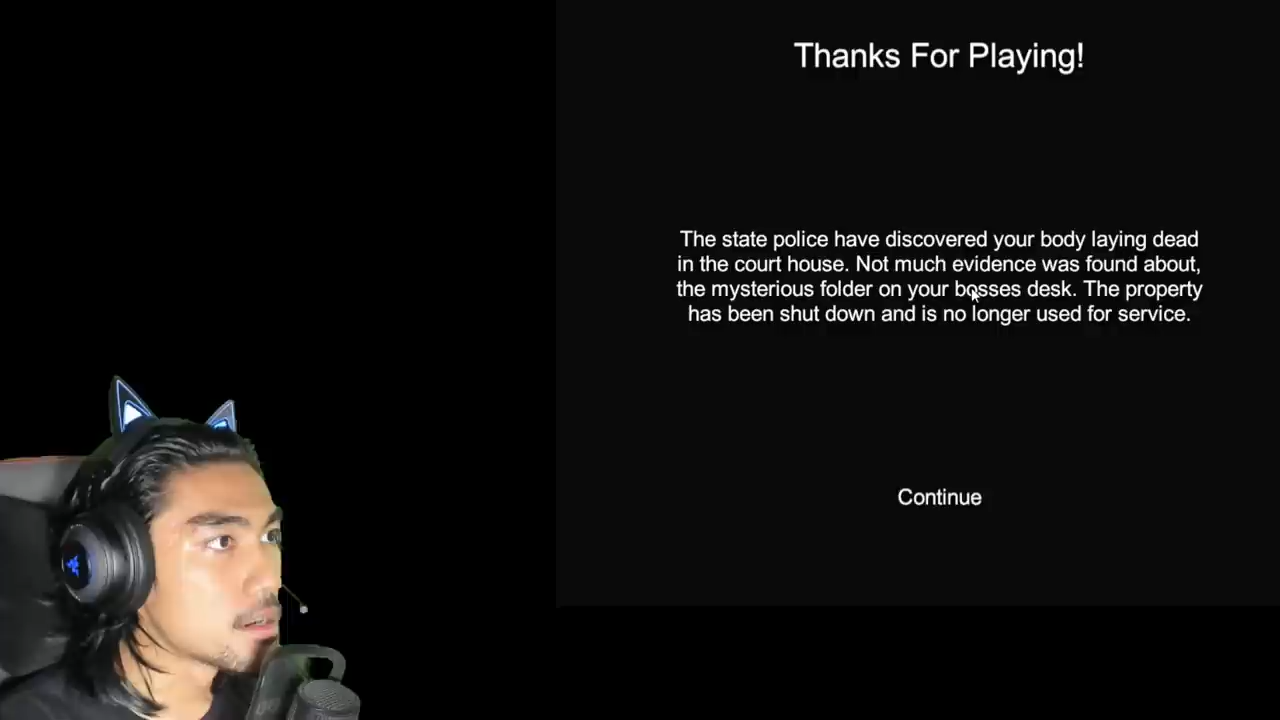 Thanks For Playing!
The state police have discovered your body laying dead
in the court house. Not much evidence was found about,
the mysterious folder on your bosses desk. The property
has been shut down and is no longer used for service.
Continue